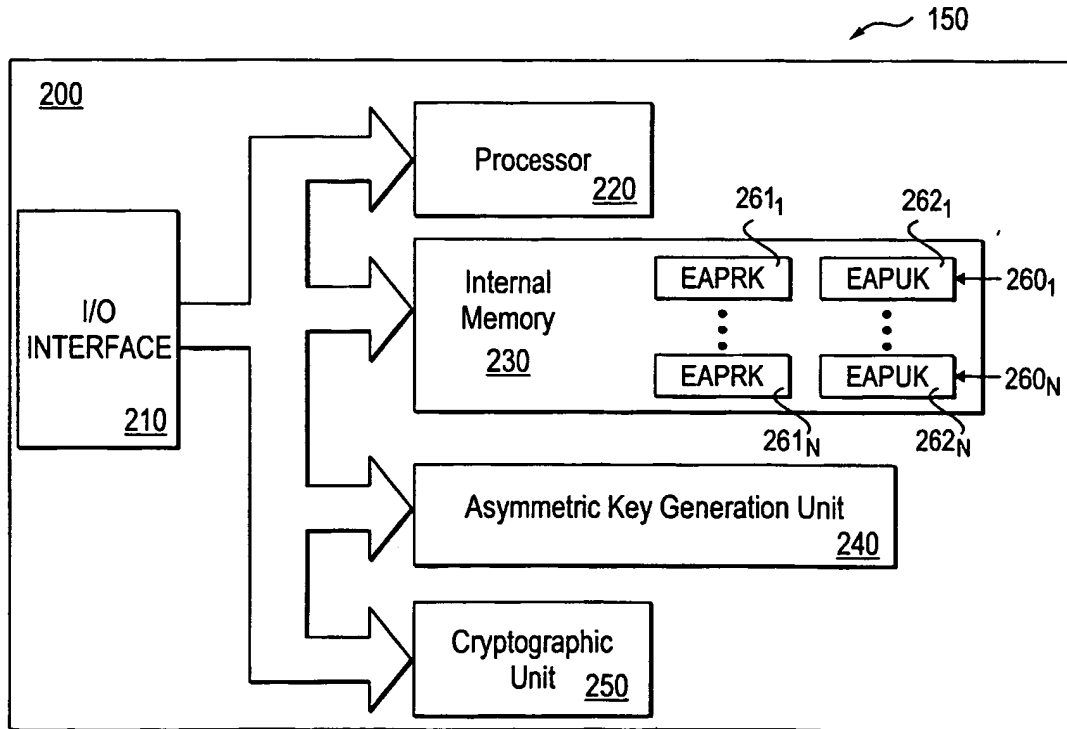 150
200
Processor
220
I/O
INTERFACE
210
Internal
Memory
230
261₁
262₁
EAPRK
EAPUK
260₁
EAPRK
EAPUK
260N
261N
262N
Asymmetric Key Generation Unit
240
Cryptographic
Unit
250